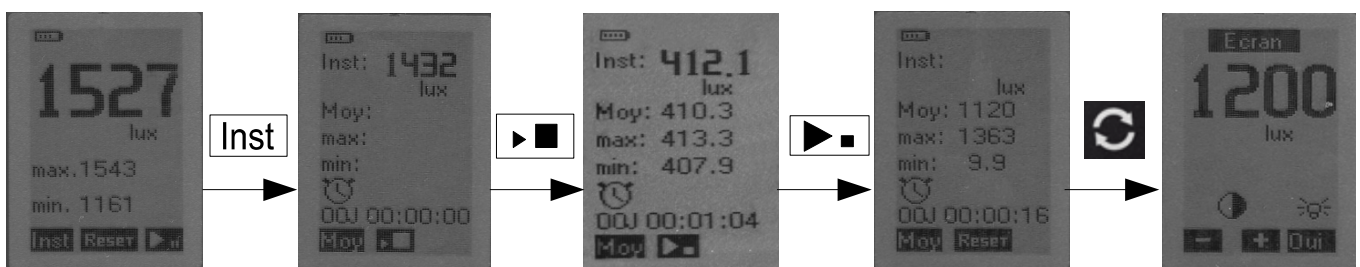 1527
lux
max.1543
min. 1161
Inst Reset
Inst
Inst: 1432
lux
Moy:
max:
min:
00J 00:00:00
Moy
Inst: 412.1
lux
Moy: 410.3
max: 413.3
min: 407.9
00J 00:01:04
Moy
Inst:
lux
Moy: 1120
max: 1363
min: 9.9
00J 00:00:16
Moy Reset
Ecran
1200
lux
- + Oui